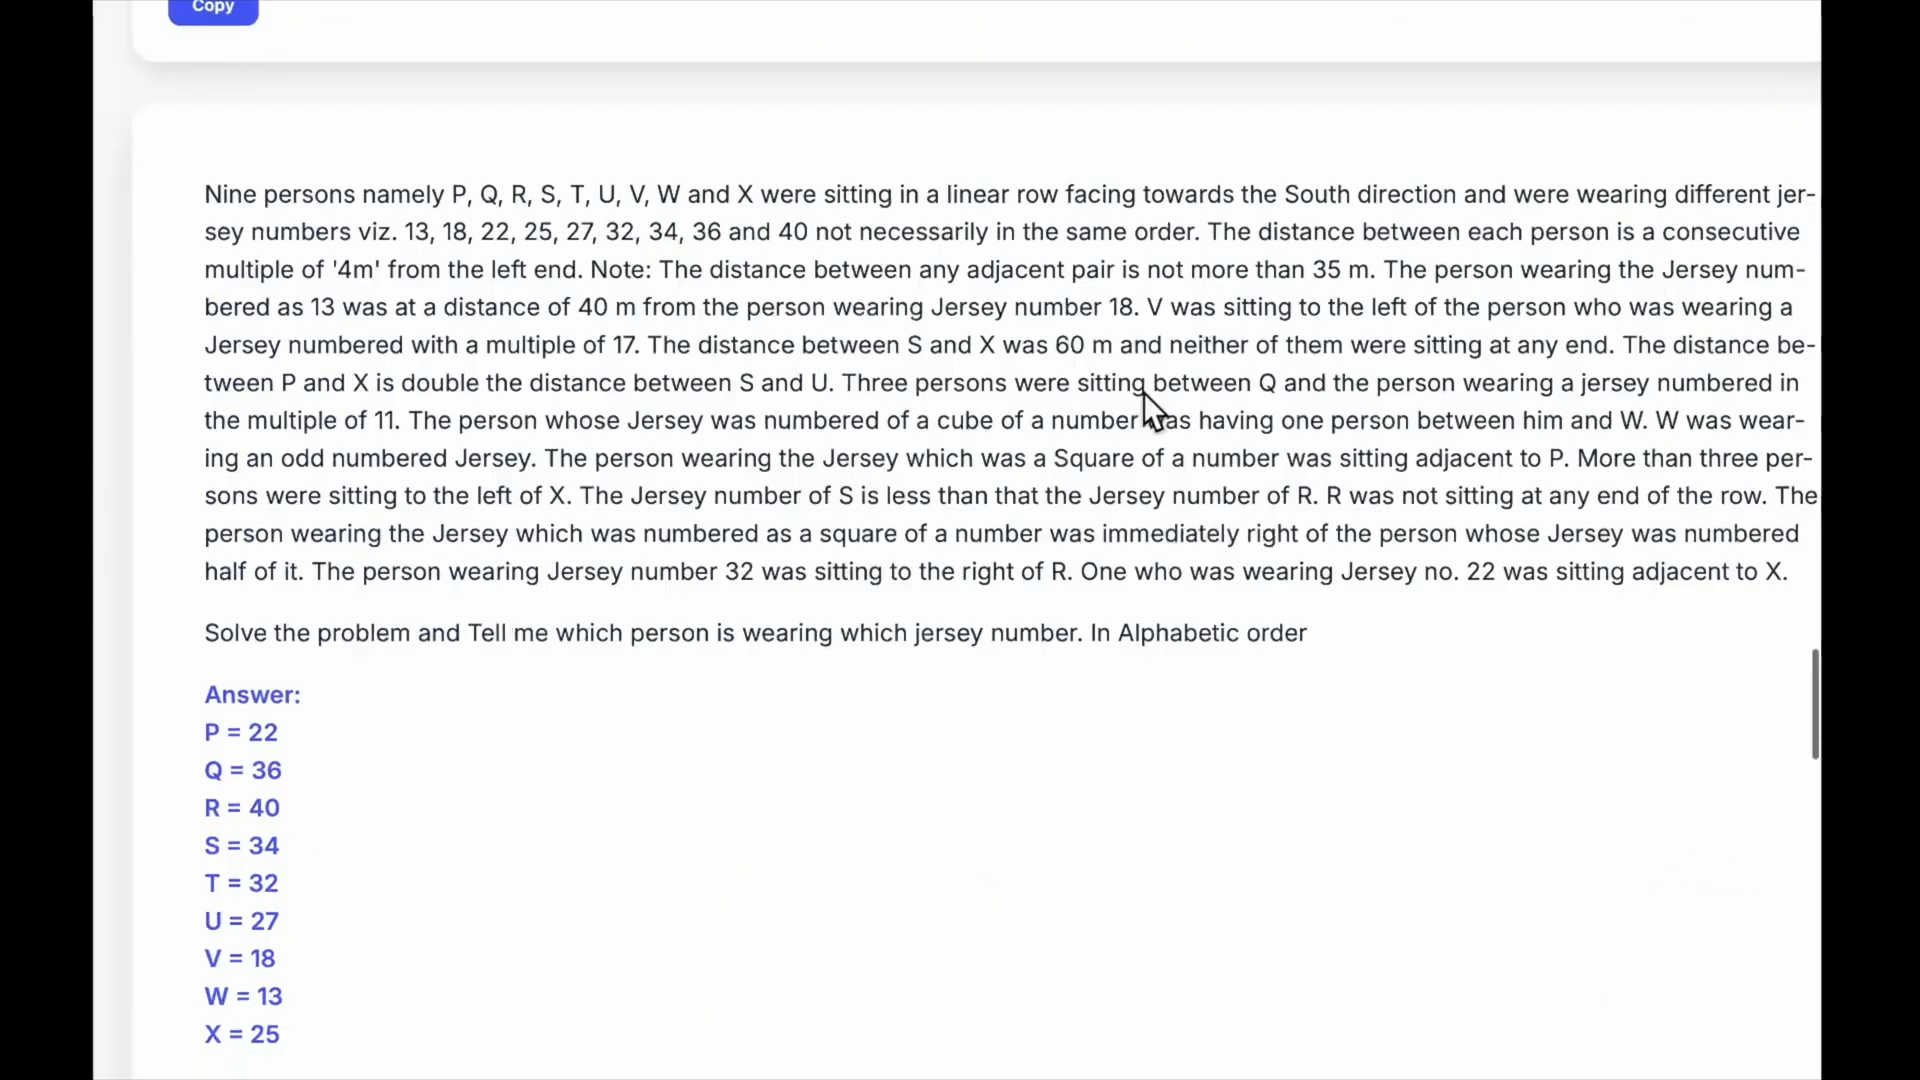 Copy
Nine persons namely P, Q, R, S, T, U, V, W and X were sitting in a linear row facing towards the South direction and were wearing different jer-
sey numbers viz. 13, 18, 22, 25, 27, 32, 34, 36 and 40 not necessarily in the same order. The distance between each person is a consecutive
multiple of '4m' from the left end. Note: The distance between any adjacent pair is not more than 35 m. The person wearing the Jersey num-
bered as 13 was at a distance of 40 m from the person wearing Jersey number 18. V was sitting to the left of the person who was wearing a
Jersey numbered with a multiple of 17. The distance between S and X was 60 m and neither of them were sitting at any end. The distance be-
tween P and X is double the distance between S and U. Three persons were sitting between Q and the person wearing a jersey numbered in
the multiple of 11. The person whose Jersey was numbered of a cube of a number was having one person between him and W. W was wear-
ing an odd numbered Jersey. The person wearing the Jersey which was a Square of a number was sitting adjacent to P. More than three per-
sons were sitting to the left of X. The Jersey number of S is less than that the Jersey number of R. R was not sitting at any end of the row. The
person wearing the Jersey which was numbered as a square of a number was immediately right of the person whose Jersey was numbered
half of it. The person wearing Jersey number 32 was sitting to the right of R. One who was wearing Jersey no. 22 was sitting adjacent to X.
Solve the problem and Tell me which person is wearing which jersey number. In Alphabetic order
Answer:
P = 22
Q = 36
R = 40
S = 34
T = 32
U = 27
V = 18
W = 13
X = 25